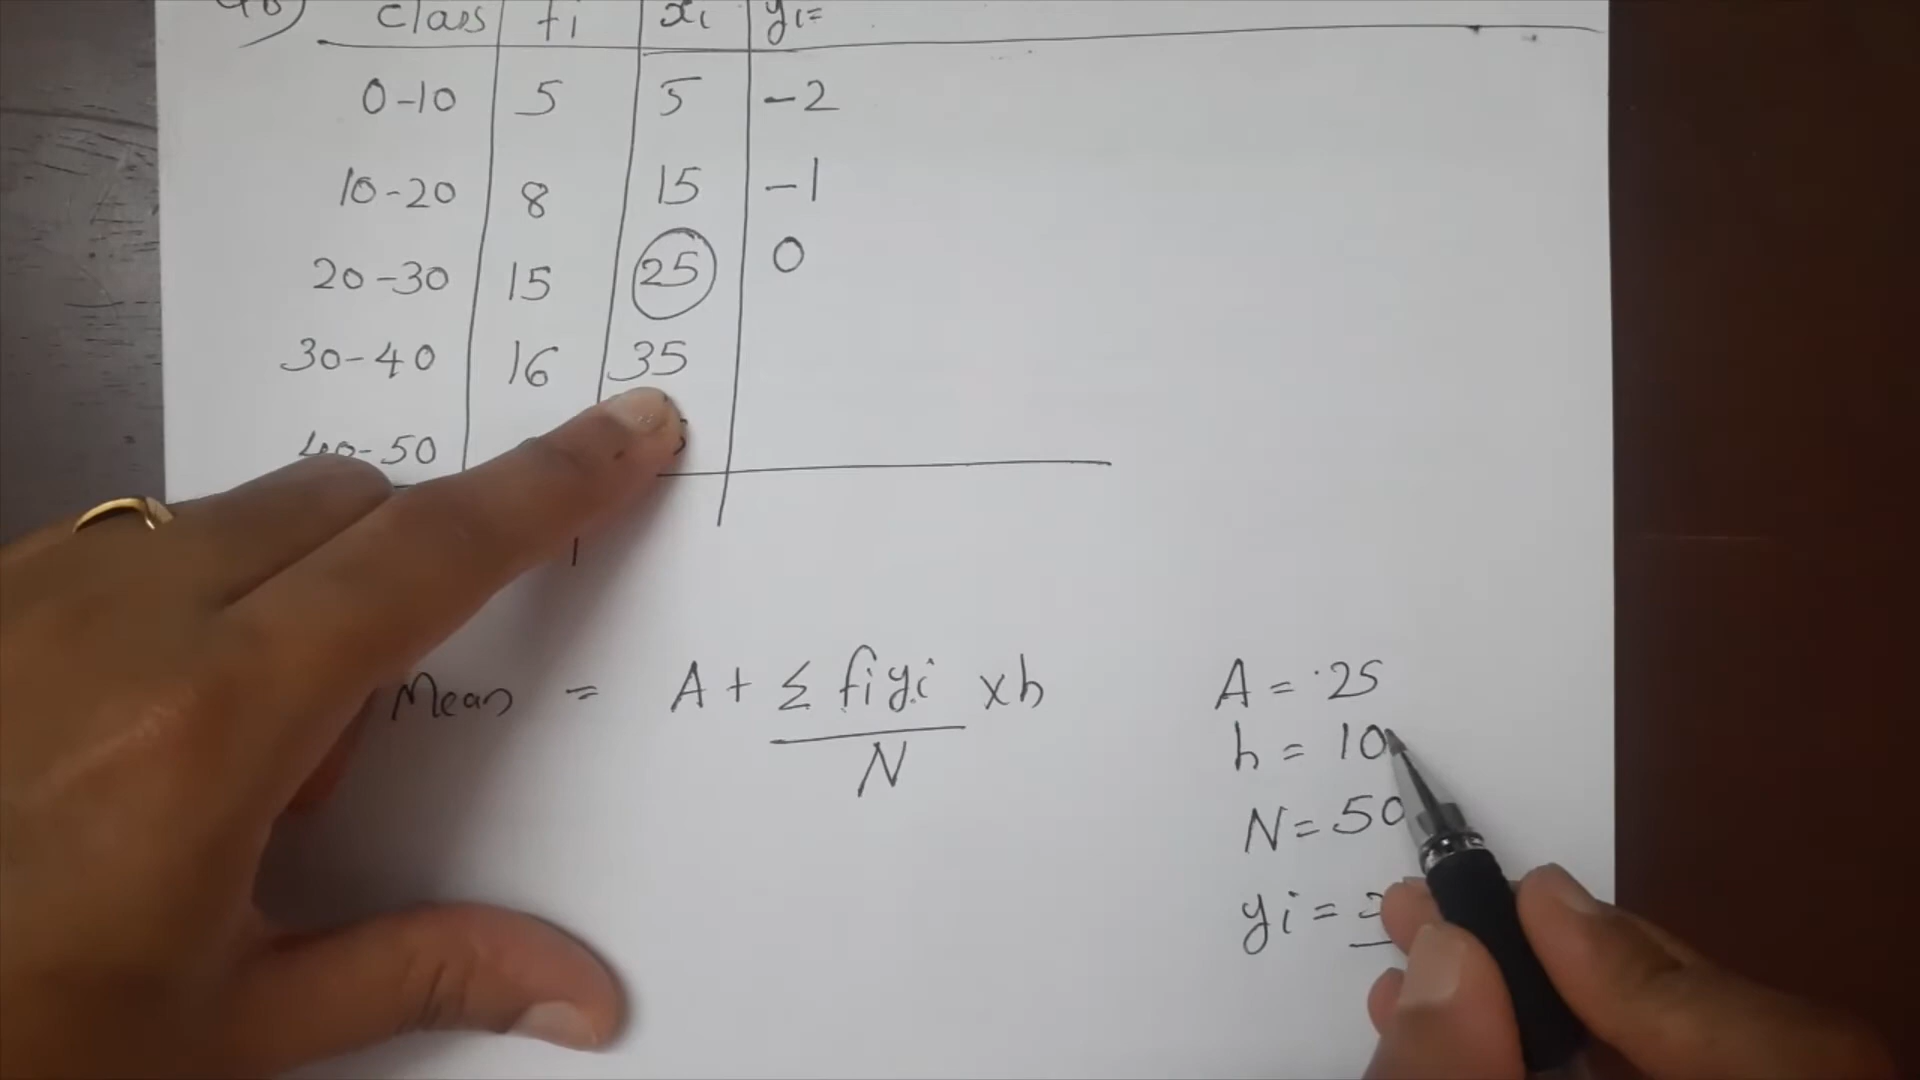 class fi xi yi=
0-10 5 5 -2
10-20 8 15 -1
20-30 15 25 0
30-40 16 35
40-50
Mean = A + Σ fiyi × h
N
A = 25
h = 10
N = 50
yi =